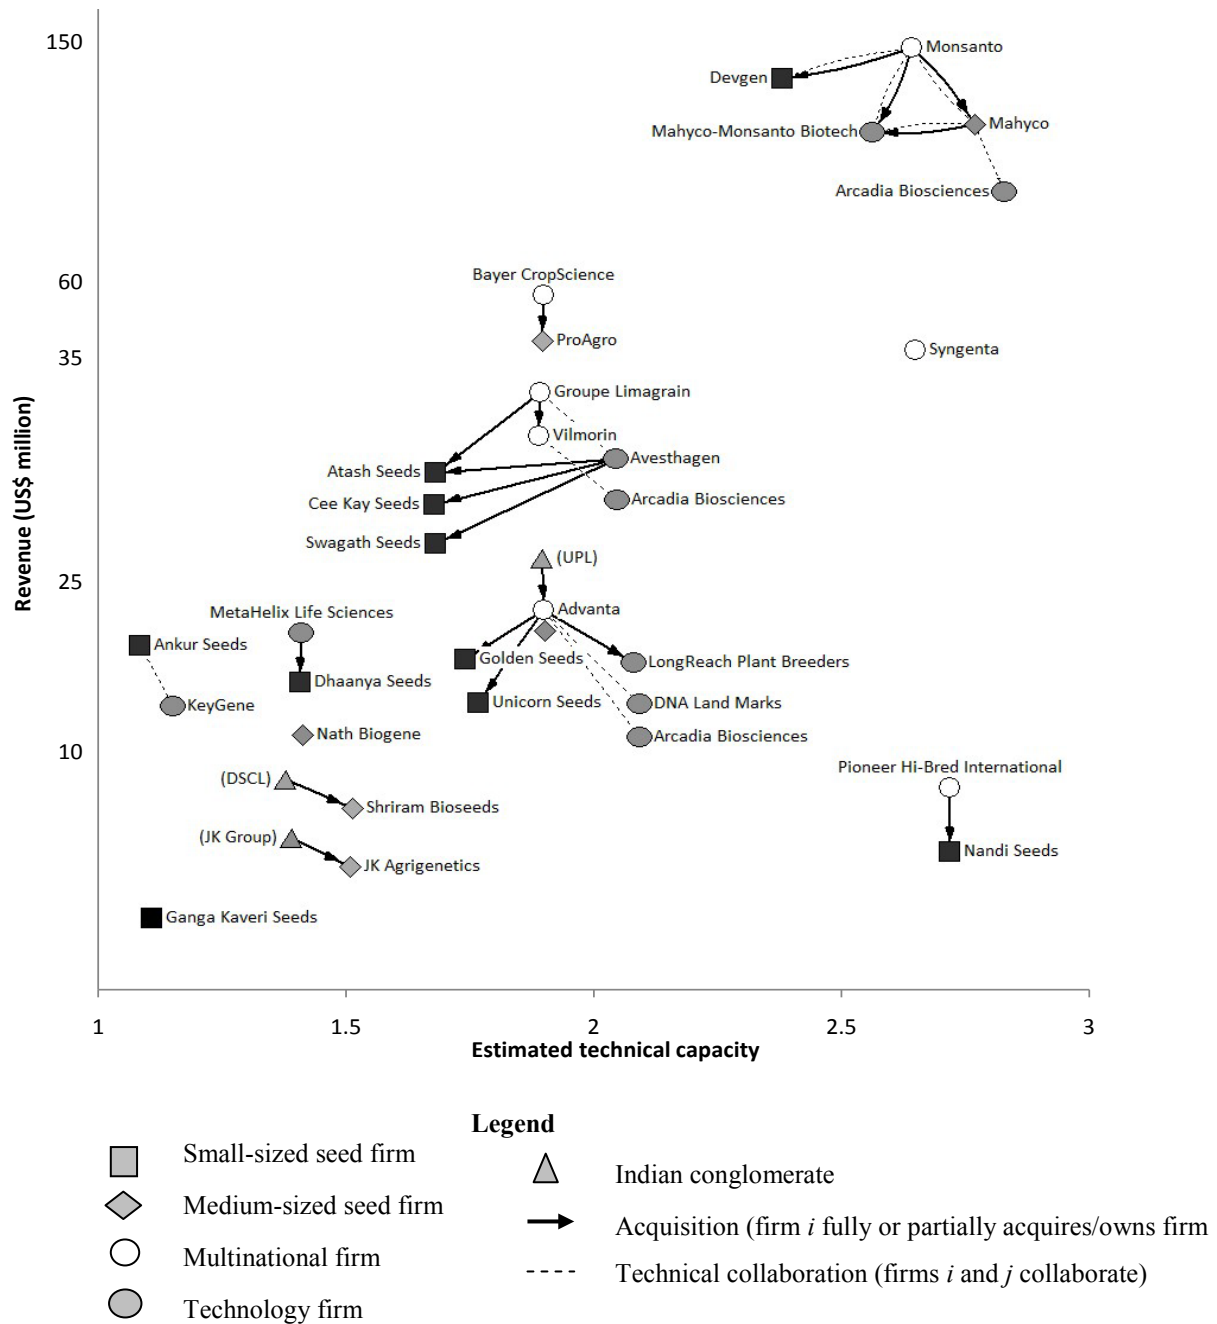 150
Monsanto
Devgen
Mahyco-Monsanto Biotech
Mahyco
Arcadia Biosciences
Bayer CropScience
60
ProAgro
35
Syngenta
Groupe Limagrain
Vilmorin
Avesthagen
Atash Seeds
Arcadia Biosciences
Cee Kay Seeds
Swagath Seeds
Revenue (US$ million)
(UPL)
25
Advanta
MetaHelix Life Sciences
Ankur Seeds
Golden Seeds
LongReach Plant Breeders
Dhaanya Seeds
Unicorn Seeds
DNA Land Marks
KeyGene
Nath Biogene
Arcadia Biosciences
10
Pioneer Hi-Bred International
(DSCL)
Shriram Bioseeds
(JK Group)
Nandi Seeds
JK Agrigenetics
Ganga Kaveri Seeds
1 1.5 2 2.5 3
Estimated technical capacity
Legend
Small-sized seed firm
Medium-sized seed firm
Multinational firm
Technology firm
Indian conglomerate
Acquisition (firm i fully or partially acquires/owns firm
Technical collaboration (firms i and j collaborate)